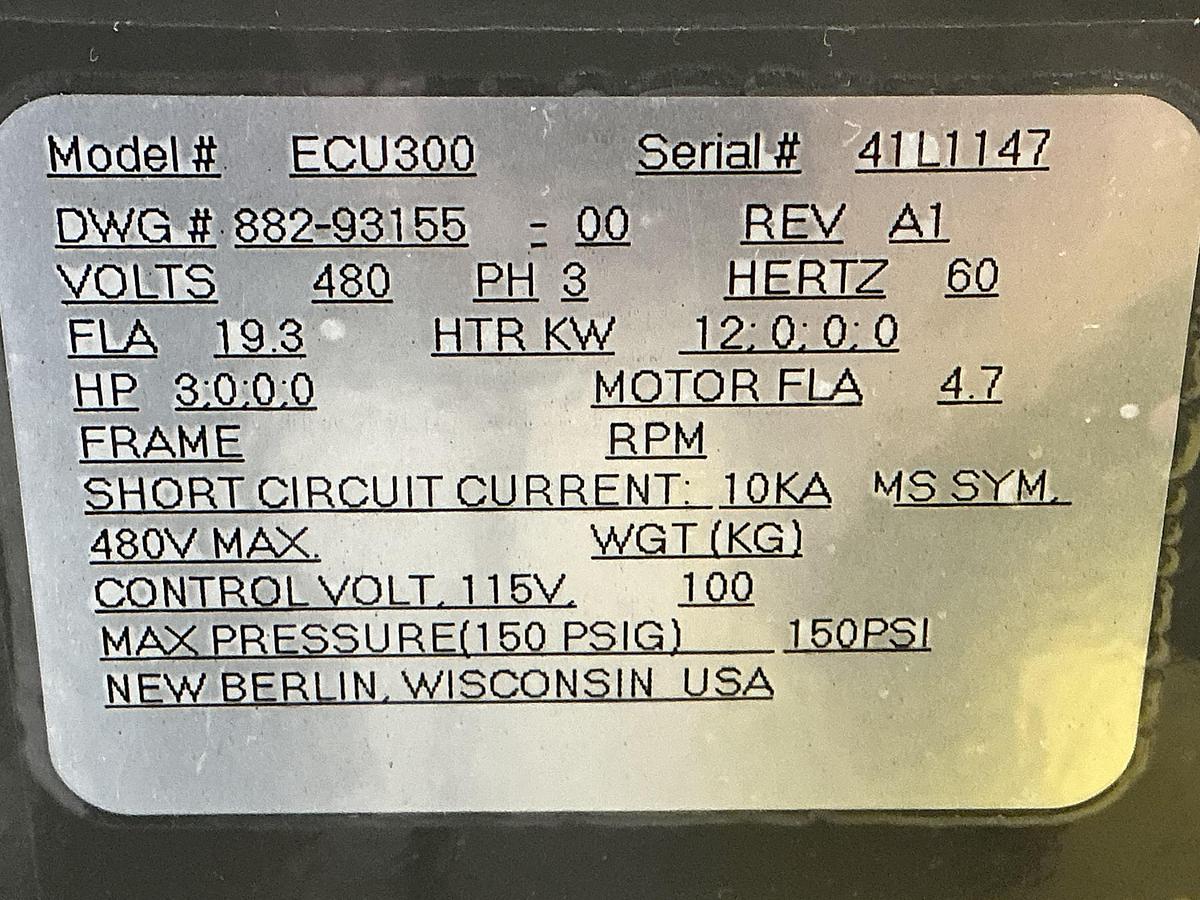 Model # ECU300 Serial # 41L1147
DWG # 882-93155 - 00 REV A1
VOLTS 480 PH 3 HERTZ 60
FLA 19.3 HTR KW 12; 0; 0; 0
HP 3;0;0;0 MOTOR FLA 4.7
FRAME RPM
SHORT CIRCUIT CURRENT: 10KA MS SYM.
480V MAX. WGT (KG)
CONTROL VOLT. 115V. 100
MAX PRESSURE(150 PSIG) 150PSI
NEW BERLIN, WISCONSIN USA